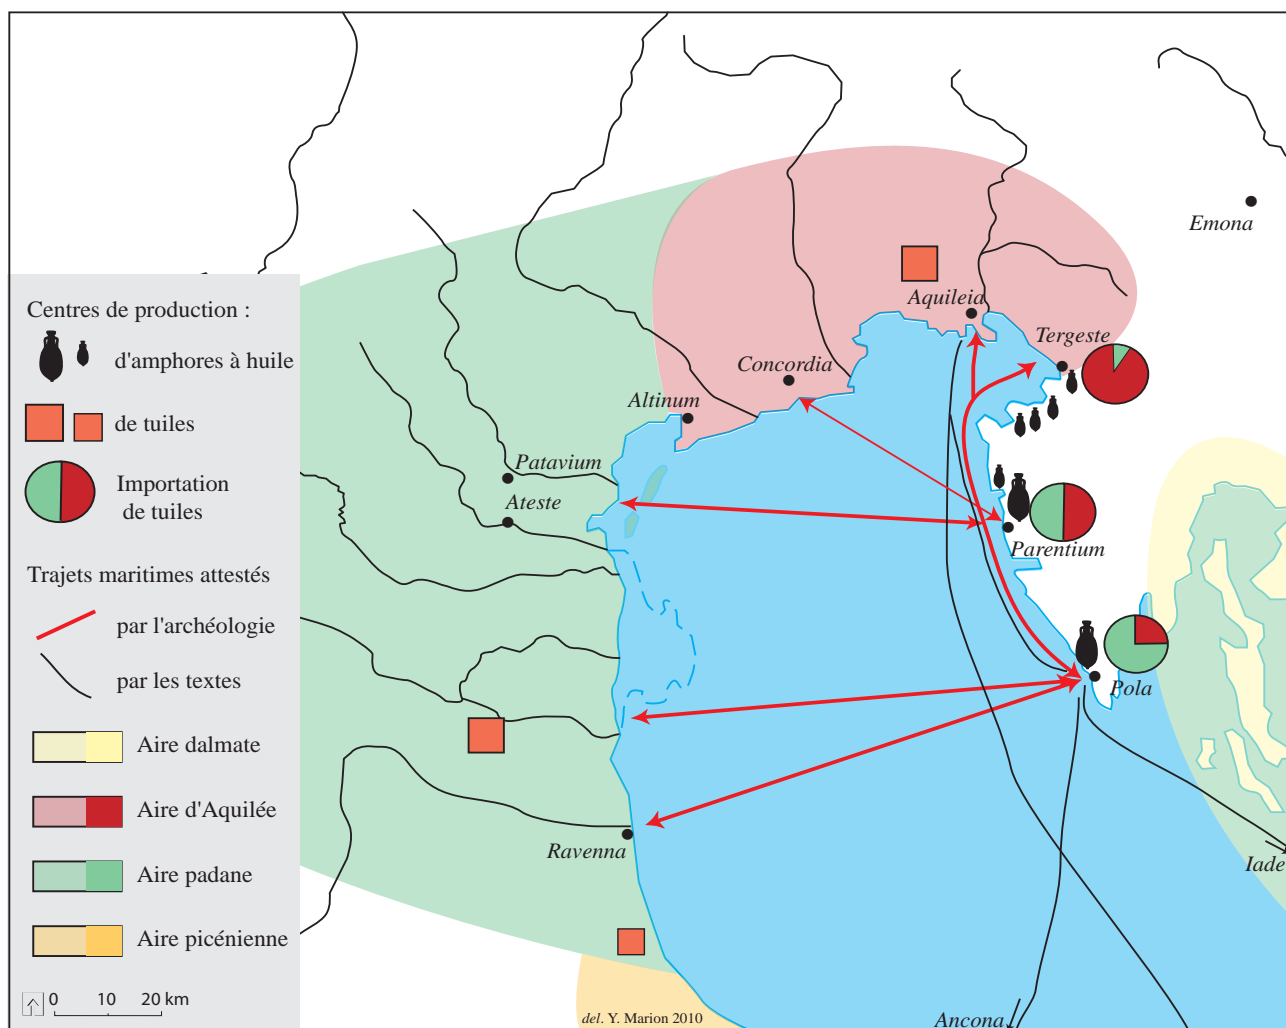 Emona
Aquileia
Tergeste
Concordia
Altinum
Patavium
Ateste
Parentium
Pola
Ravenna
Iade
Ancona
Centres de production :
d'amphores à huile
de tuiles
Importation
de tuiles
Trajets maritimes attestés
par l'archéologie
par les textes
Aire dalmate
Aire d'Aquilée
Aire padane
Aire picénienne
0 10 20 km
del. Y. Marion 2010